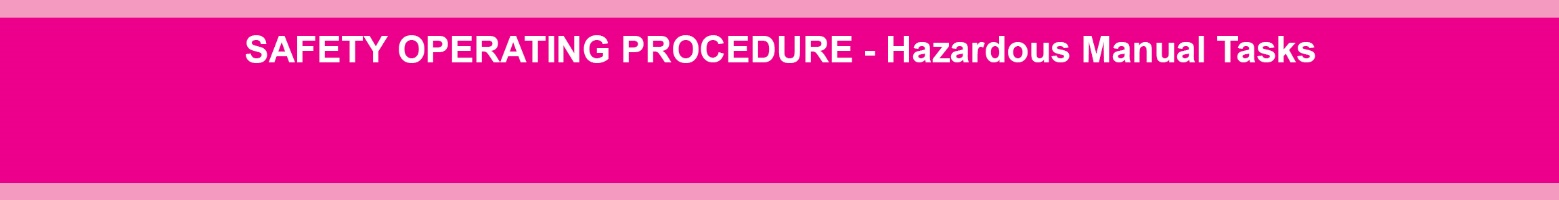 SAFETY OPERATING PROCEDURE - Hazardous Manual Tasks